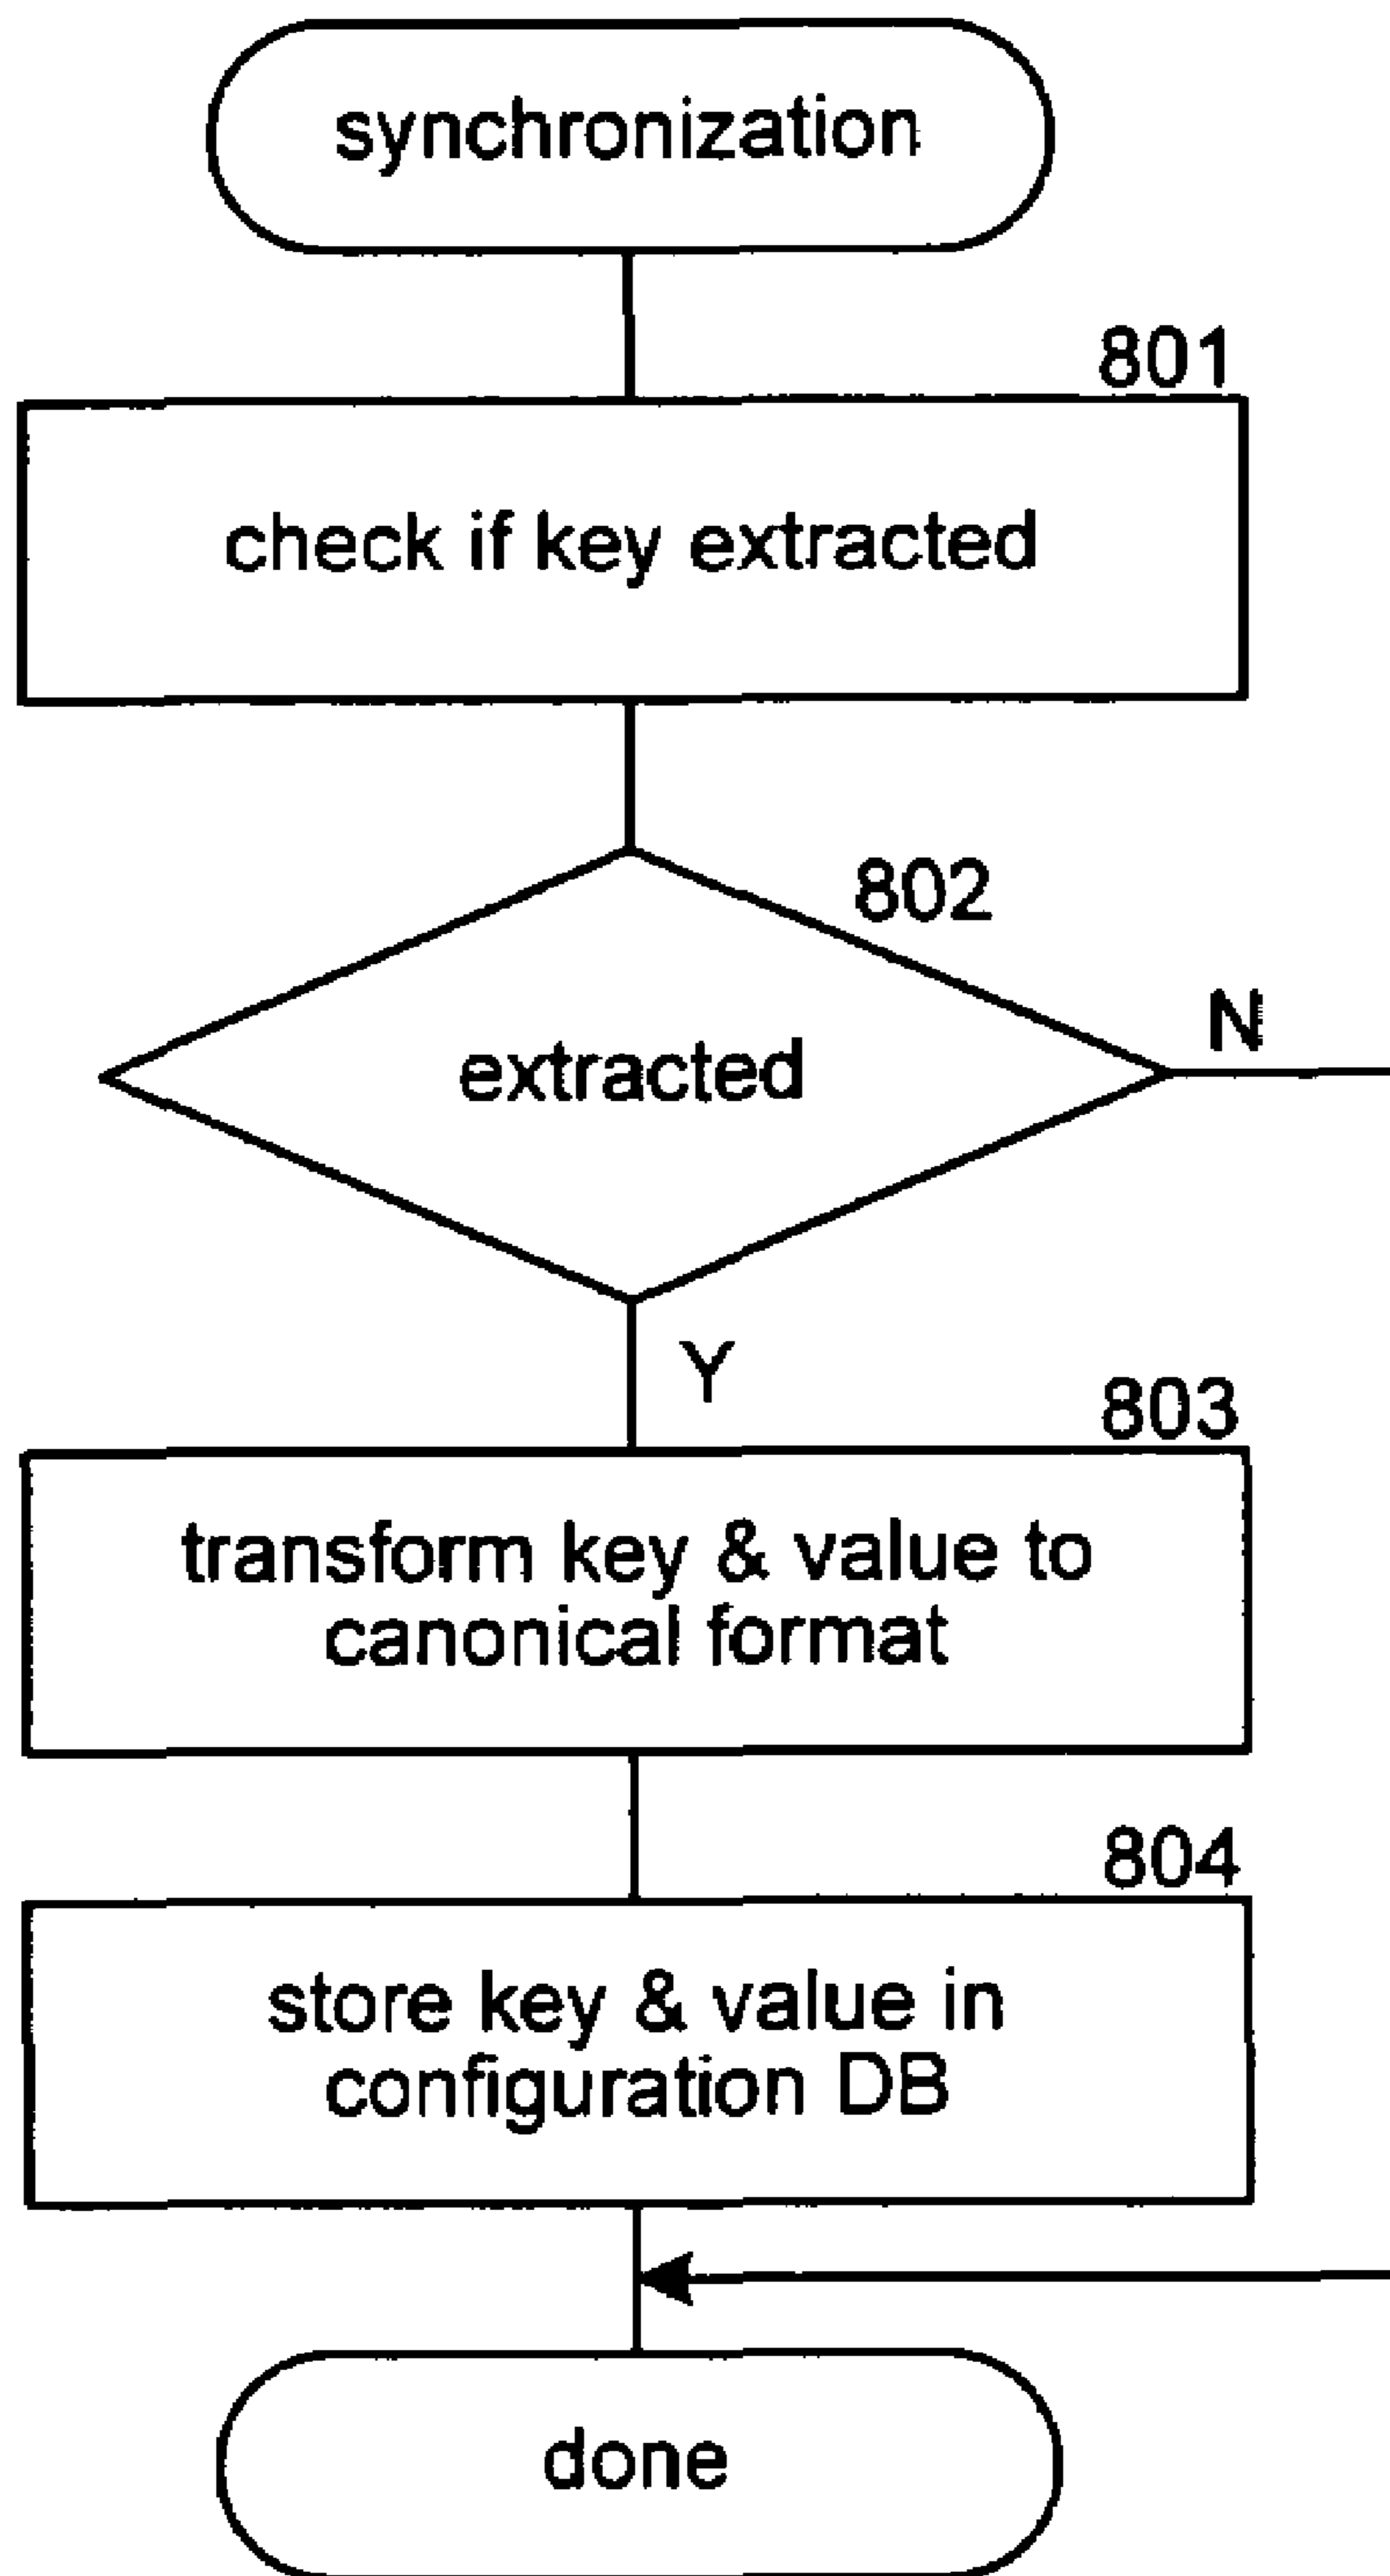 synchronization
801
check if key extracted
802
N
extracted
Y
803
transform key & value to
canonical format
804
store key & value in
configuration DB
done